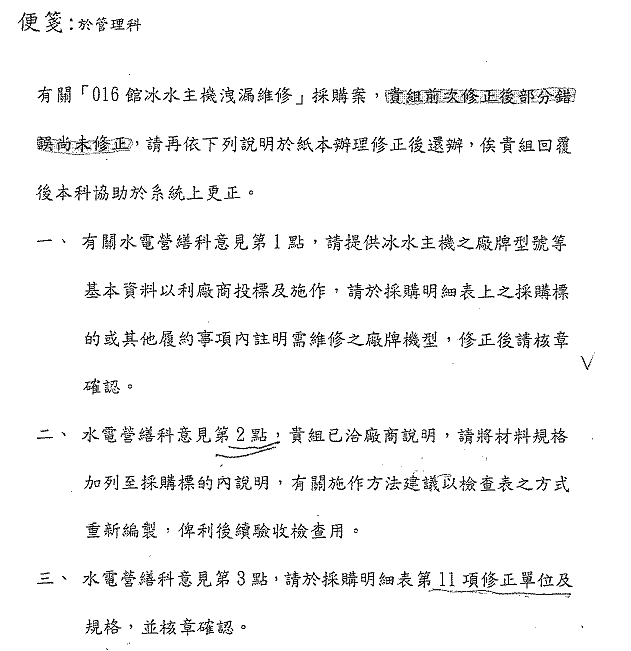 便箋:於管理科
有關「016館冰水主機洩漏維修」採購案，貴組前次修正後部分錯
誤尚未修正，請再依下列說明於紙本辦理修正後還辦，俟貴組回覆
後本科協助於系統上更正。
一、有關水電營繕科意見第1點，請提供冰水主機之廠牌型號等
基本資料以利廠商投標及施作，請於採購明細表上之採購標
的或其他履約事項內註明需維修之廠牌機型，修正後請核章
確認。
二、水電營繕科意見第2點，貴組已洽廠商說明，請將材料規格
加列至採購標的內說明，有關施作方法建議以檢查表之方式
重新編製，俾利後續驗收檢查用。
三、水電營繕科意見第3點，請於採購明細表第11項修正單位及
規格，並核章確認。